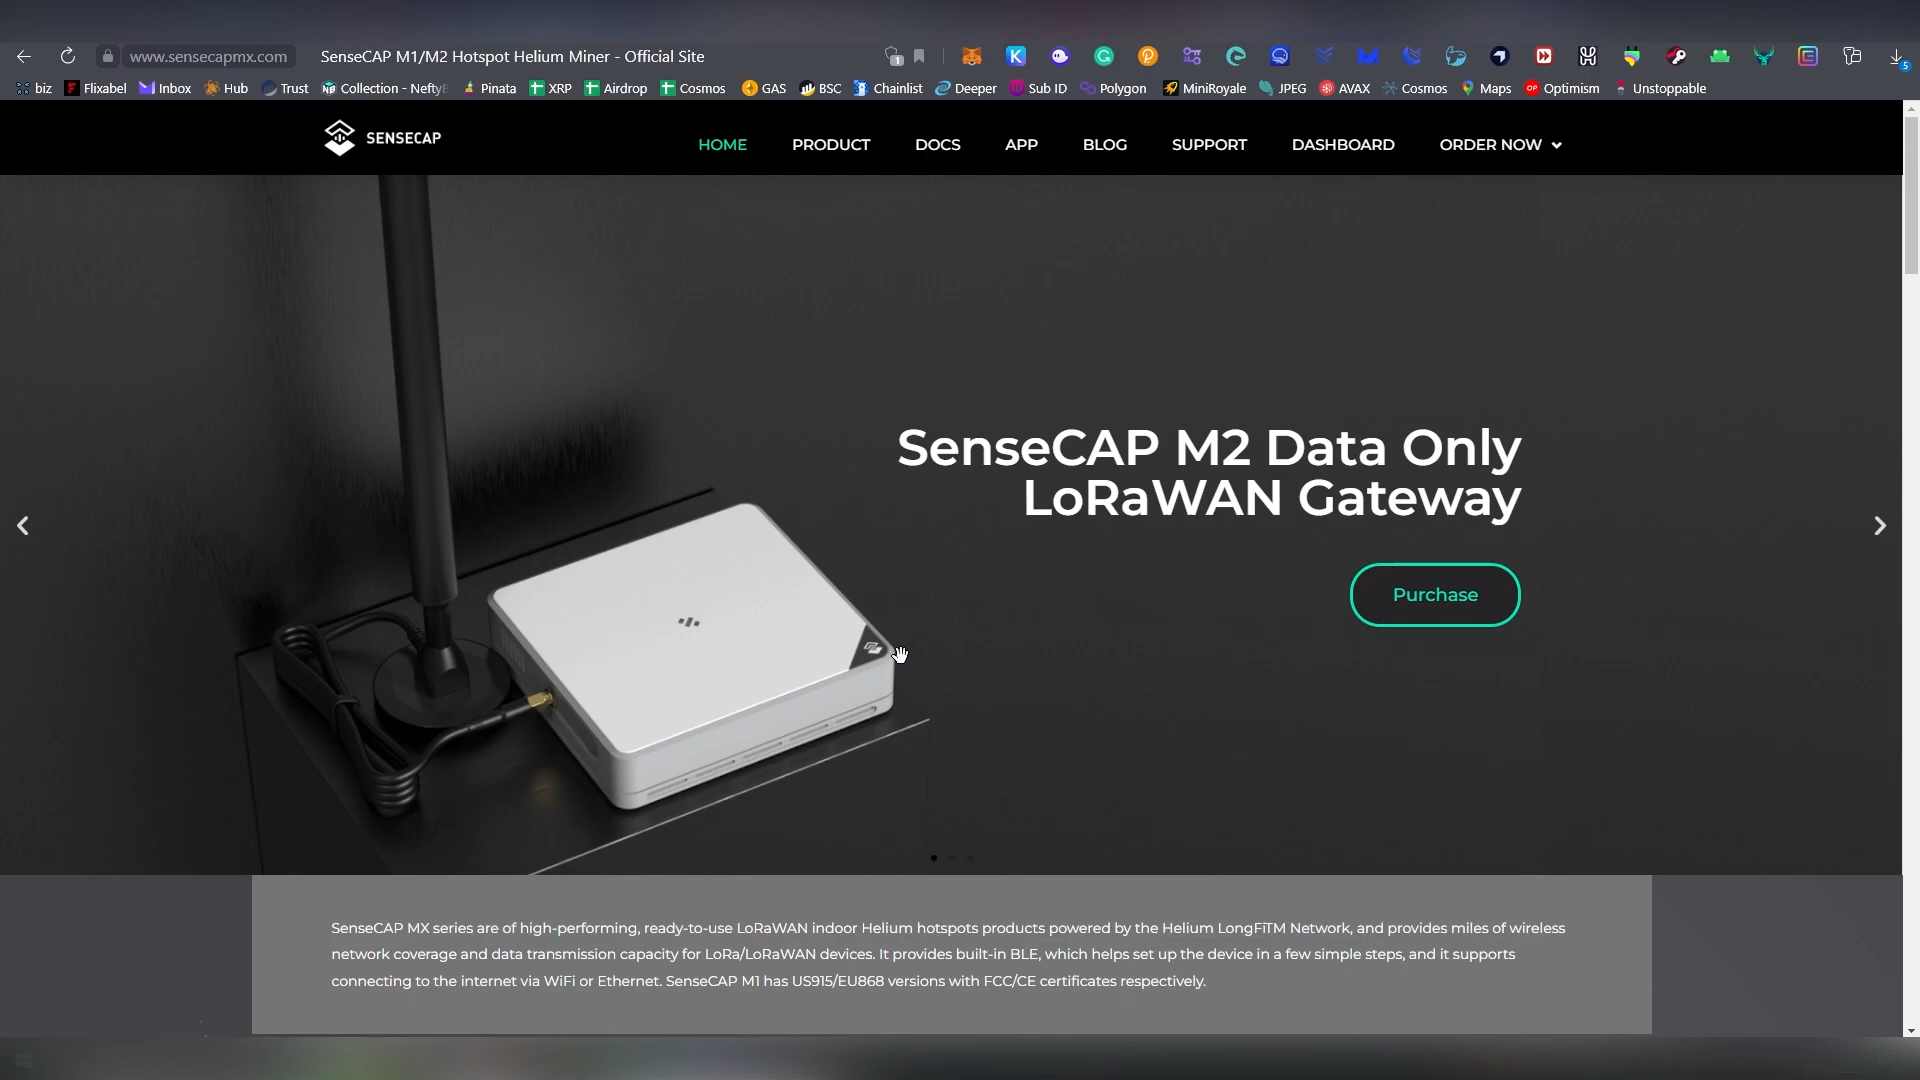 www.sensecapmx.com SenseCAP M1/M2 Hotspot Helium Miner - Official Site
biz Flixabel Inbox Hub Trust Collection - Nefty Pinata XRP Airdrop Cosmos GAS BSC Chainlist Deeper Sub ID Polygon MiniRoyale JPEG AVAX Cosmos Maps Optimism Unstoppable
SENSECAP HOME PRODUCT DOCS APP BLOG SUPPORT DASHBOARD ORDER NOW
SenseCAP M2 Data Only
LoRaWAN Gateway
Purchase
SenseCAP MX series are of high-performing, ready-to-use LoRaWAN indoor Helium hotspots products powered by the Helium LongFiTM Network, and provides miles of wireless
network coverage and data transmission capacity for LoRa/LoRaWAN devices. It provides built-in BLE, which helps set up the device in a few simple steps, and it supports
connecting to the internet via WiFi or Ethernet. SenseCAP M1 has US915/EU868 versions with FCC/CE certificates respectively.